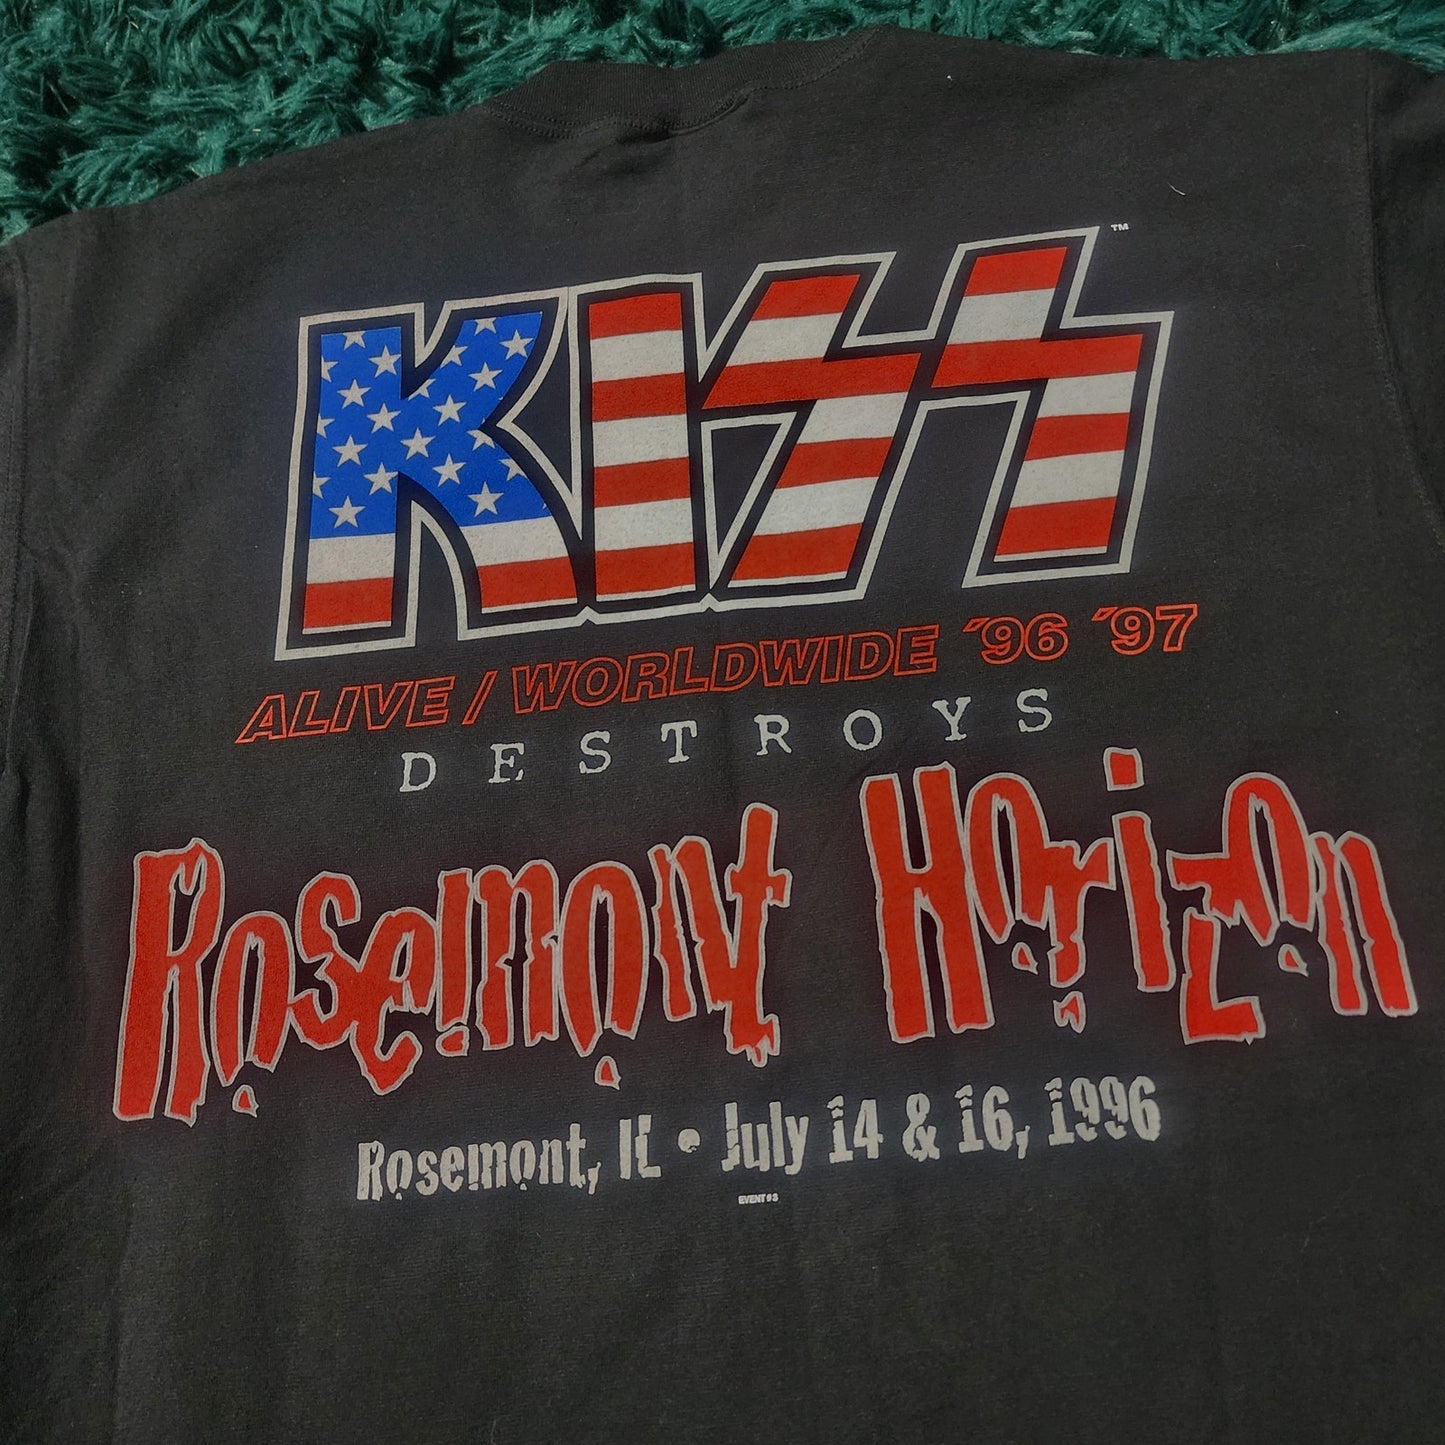 KISS™
ALIVE / WORLDWIDE '96 '97
DESTROYS
Rosemont Horizon
Rosemont, IL • July 14 & 16, 1996
EVENT # 3